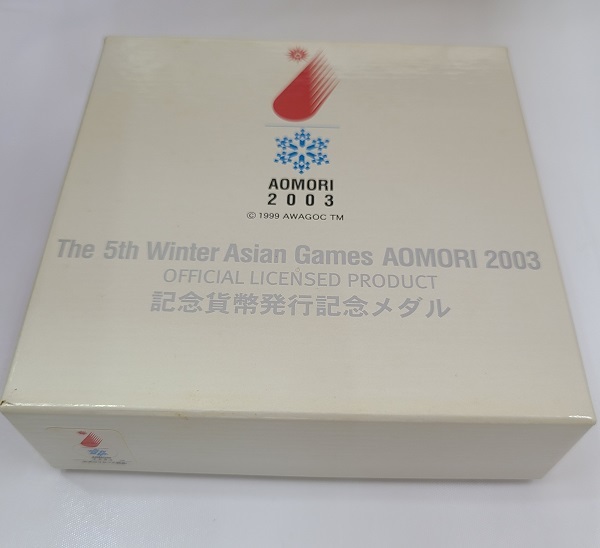 AOMORI
2003
© 1999 AWAGOC TM
The 5th Winter Asian Games AOMORI 2003
OFFICIAL LICENSED PRODUCT
記念貨幣発行記念メダル